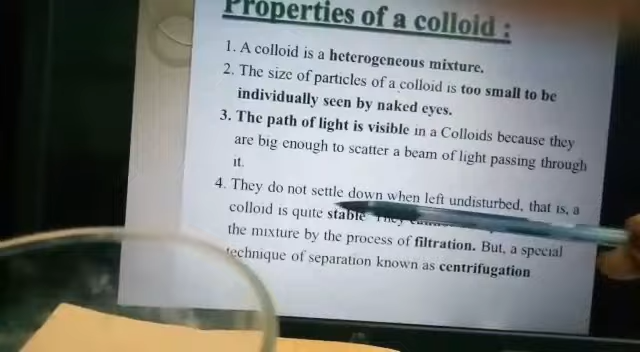 Properties of a colloid :
1. A colloid is a heterogeneous mixture.
2. The size of particles of a colloid is too small to be
individually seen by naked eyes.
3. The path of light is visible in a Colloids because they
are big enough to scatter a beam of light passing through
it.
4. They do not settle down when left undisturbed, that is, a
colloid is quite stable They
the mixture by the process of filtration. But, a special
technique of separation known as centrifugation